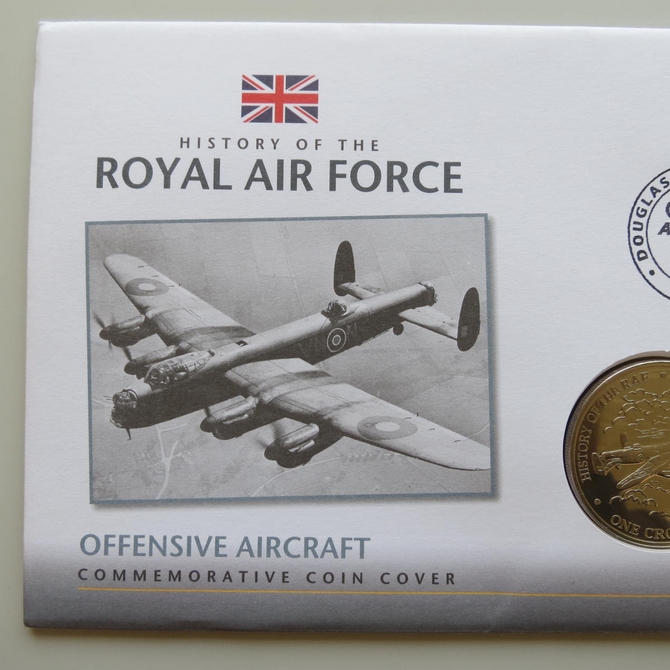 HISTORY OF THE
ROYAL AIR FORCE
DOUGLAS
HISTORY OF THE RAF
ONE CRO
OFFENSIVE AIRCRAFT
COMMEMORATIVE COIN COVER